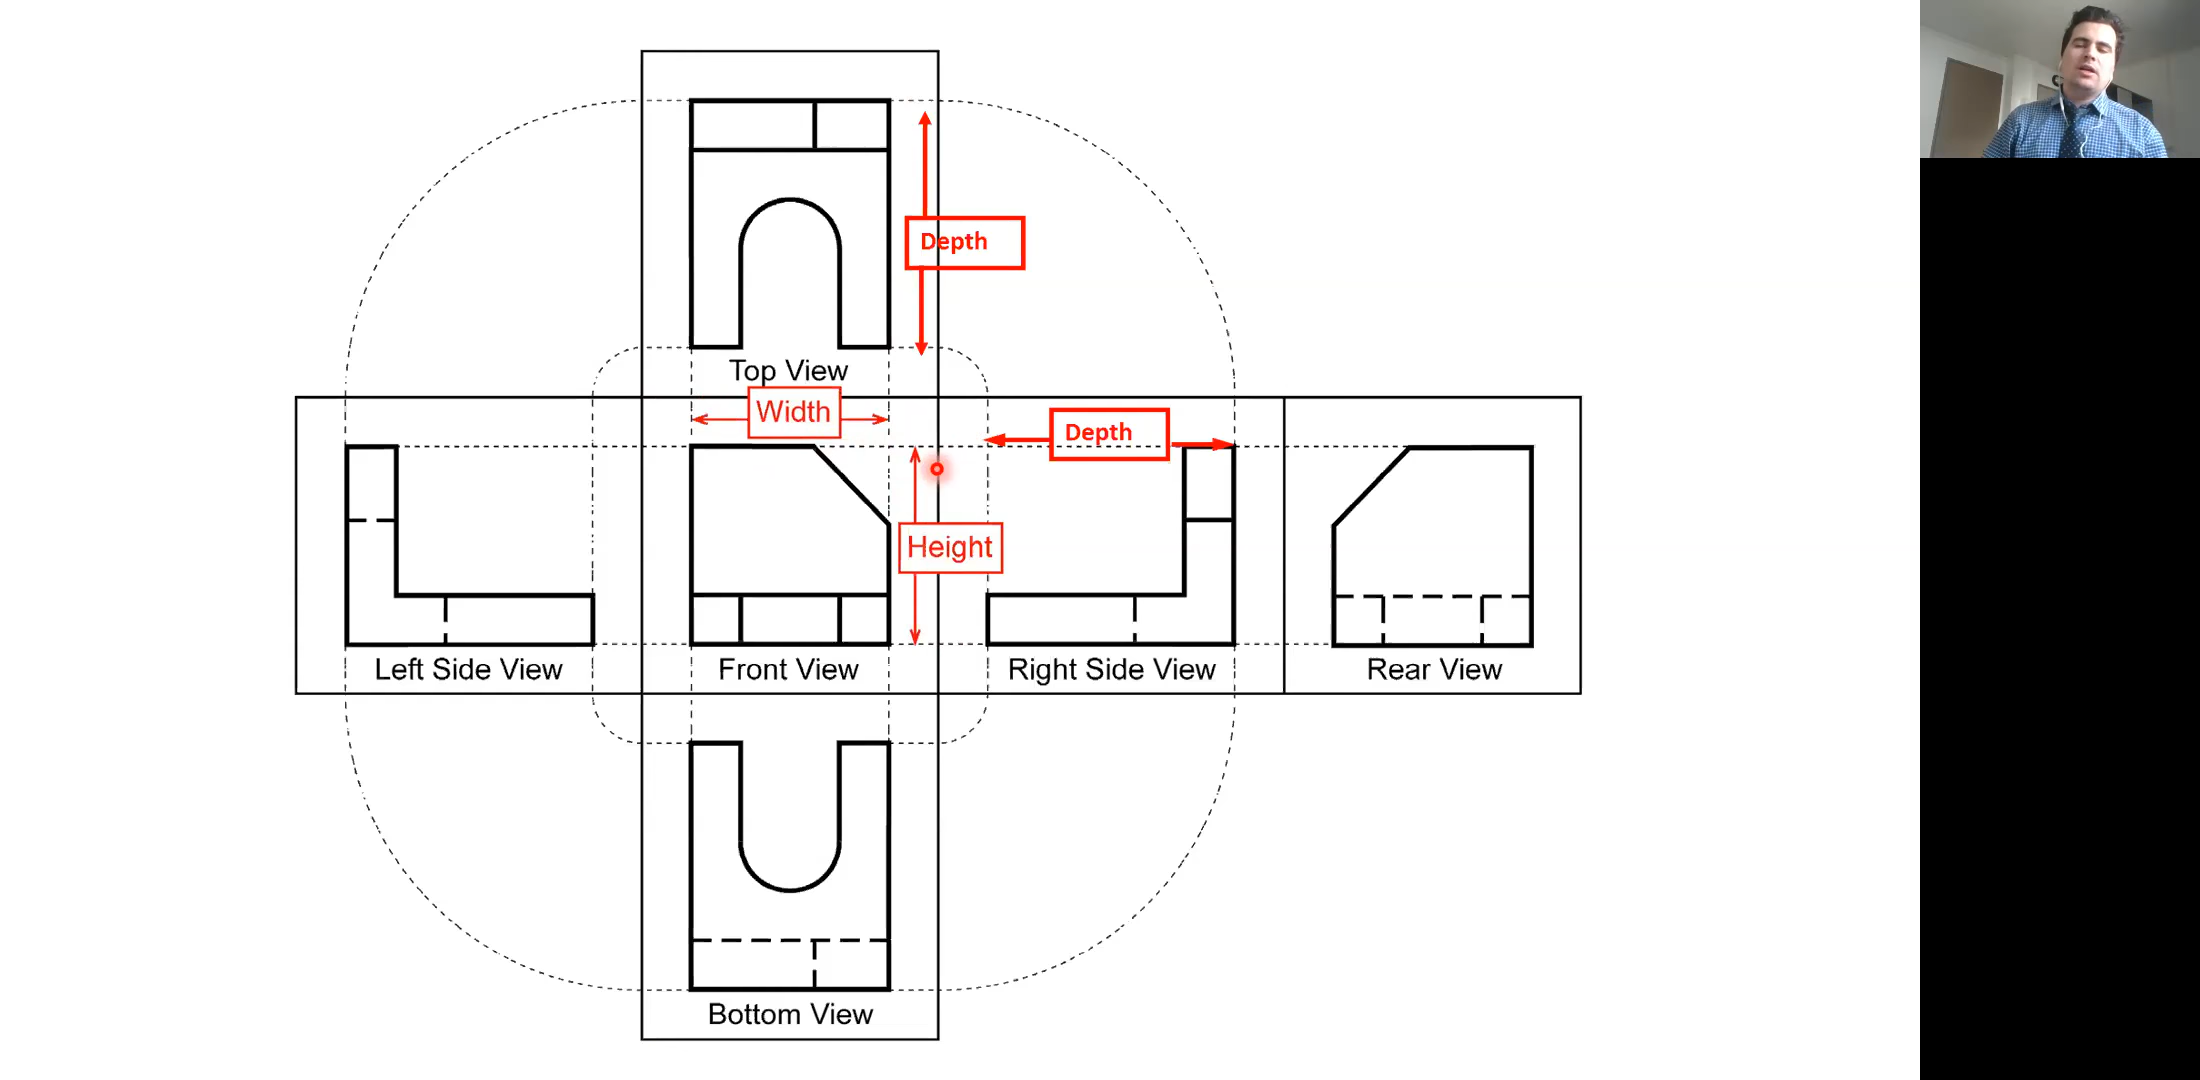 Depth
Top View
Width
Depth
Height
Left Side View
Front View
Right Side View
Rear View
Bottom View